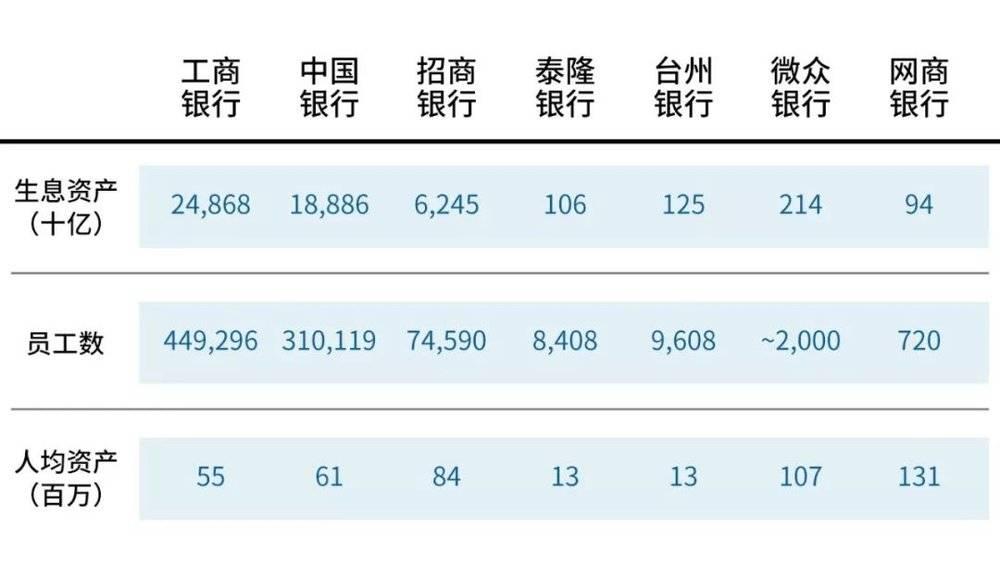 工商 中国 招商 泰隆 台州 微众 网商
银行 银行 银行 银行 银行 银行 银行
生息资产
（十亿） 24,868 18,886 6,245 106 125 214 94
员工数 449,296 310,119 74,590 8,408 9,608 ~2,000 720
人均资产
（百万） 55 61 84 13 13 107 131